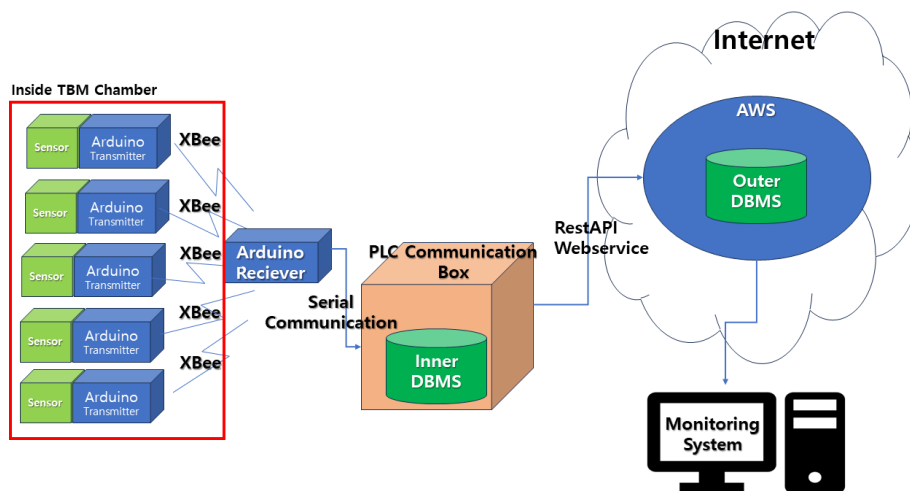 Internet
Inside TBM Chamber
AWS
Sensor
Arduino
Transmitter
XBee
Sensor
Arduino
Transmitter
XBee
Sensor
Arduino
Transmitter
XBee
Sensor
Arduino
Transmitter
XBee
Sensor
Arduino
Transmitter
XBee
Arduino
Reciever
Serial
Communication
PLC Communication
Box
Inner
DBMS
RestAPI
Webservice
Outer
DBMS
Monitoring
System